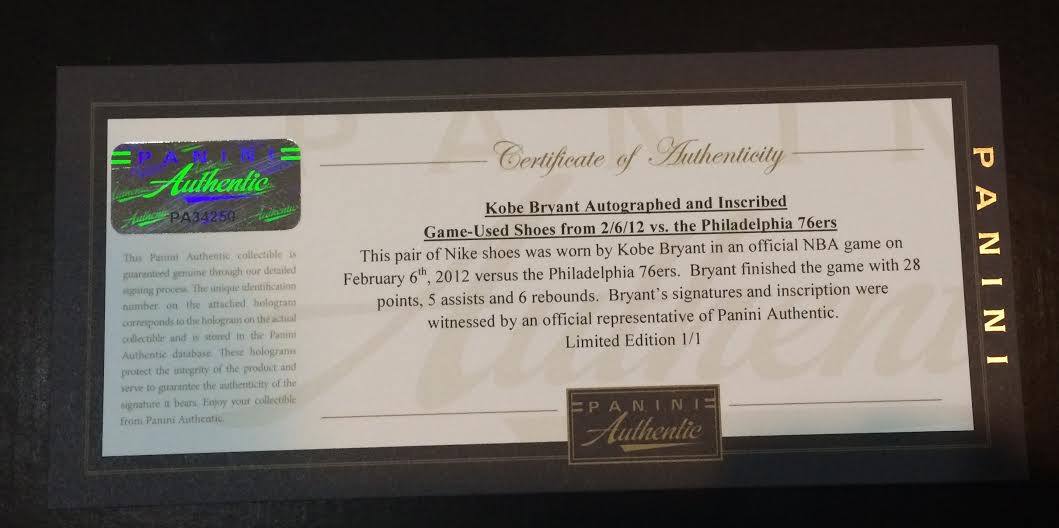 PANINI
Authentic
PA34250
Certificate of Authenticity
Kobe Bryant Autographed and Inscribed
Game-Used Shoes from 2/6/12 vs. the Philadelphia 76ers
This pair of Nike shoes was worn by Kobe Bryant in an official NBA game on
February 6th, 2012 versus the Philadelphia 76ers. Bryant finished the game with 28
points, 5 assists and 6 rebounds. Bryant's signatures and inscription were
witnessed by an official representative of Panini Authentic.
Limited Edition 1/1
This Panini Authentic collectible is
guaranteed genuine through our detailed
signing process. The unique identification
number on the attached hologram
corresponds to the hologram on the actual
collectible and is stored in the Panini
Authentic database. These holograms
protect the integrity of the product and
serve to guarantee the authenticity of the
signature it bears. Enjoy your collectible
from Panini Authentic.
PANINI
Authentic
PANINI